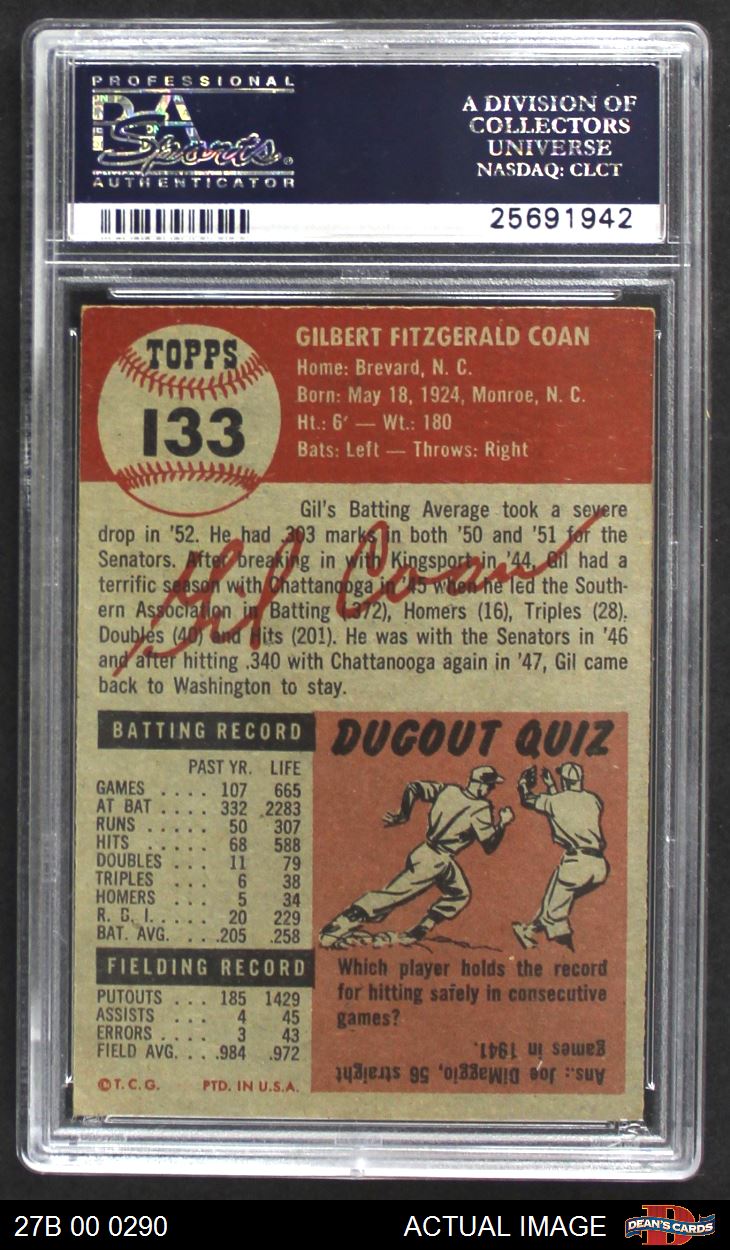 PROFESSIONAL
PSA
Sports
AUTHENTICATOR
A DIVISION OF
COLLECTORS
UNIVERSE
NASDAQ: CLCT
25691942
TOPPS
133
GILBERT FITZGERALD COAN
Home: Brevard, N. C.
Born: May 18, 1924, Monroe, N. C.
Ht.: 6' — Wt.: 180
Bats: Left — Throws: Right
Gil's Batting Average took a severe
drop in '52. He had .303 marks in both '50 and '51 for the
Senators. After breaking in with Kingsport in '44, Gil had a
terrific season with Chattanooga in '45 when he led the South-
ern Association in Batting (.372), Homers (16), Triples (28),
Doubles (40) and Hits (201). He was with the Senators in '46
and after hitting .340 with Chattanooga again in '47, Gil came
back to Washington to stay.
Gil Coan
BATTING RECORD
PAST YR. LIFE
GAMES .... 107 665
AT BAT .... 332 2283
RUNS ..... 50 307
HITS ..... 68 588
DOUBLES ... 11 79
TRIPLES ... 6 38
HOMERS ... 5 34
R. B. I. .... 20 229
BAT. AVG. ... .205 .258
FIELDING RECORD
PUTOUTS ... 185 1429
ASSISTS ... 4 45
ERRORS .... 3 43
FIELD AVG. ... .984 .972
©T. C. G. PTD. IN U.S.A.
DUGOUT QUIZ
Which player holds the record
for hitting safely in consecutive
games?
Ans.: Joe DiMaggio, 56 straight
games in 1941.
27B 00 0290
ACTUAL IMAGE
DEAN'S CARDS